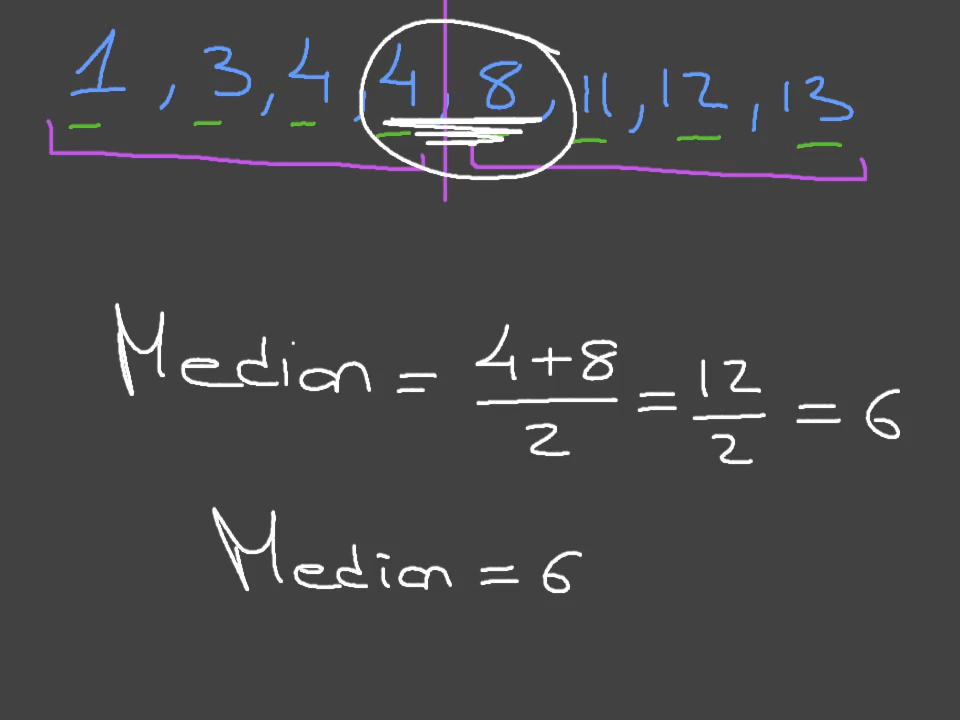 1, 3, 4, 4, 8, 11, 12, 13
Median = 4+8/2 = 12/2 = 6
Median = 6